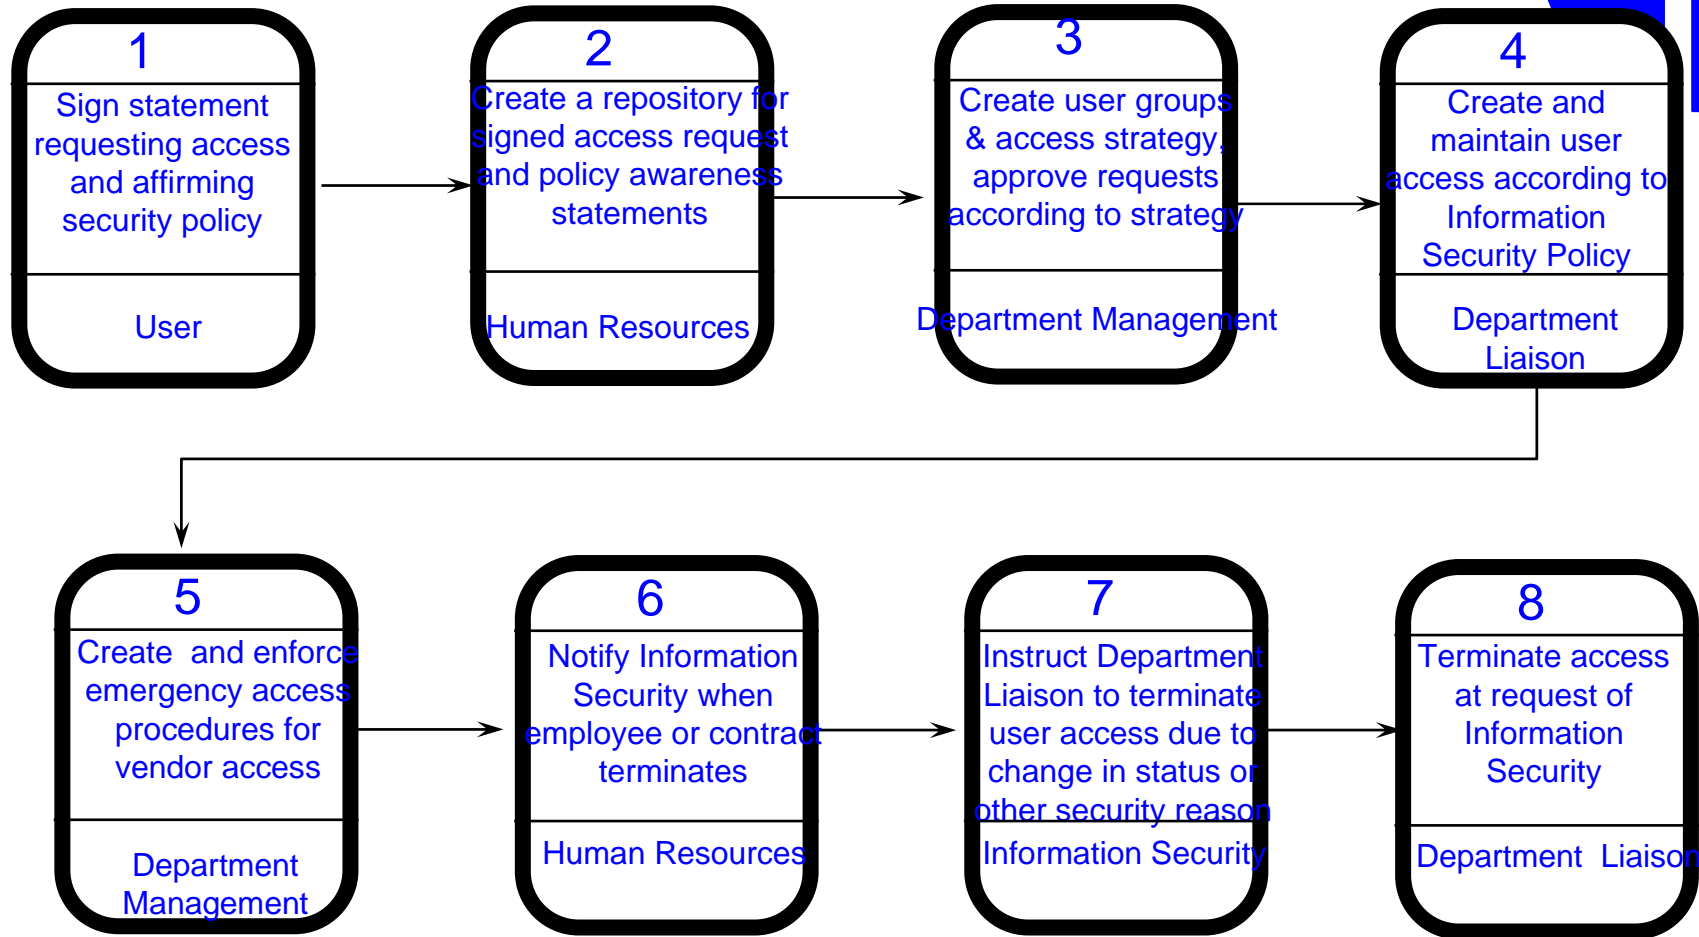 1
Sign statement
requesting access
and affirming
security policy
User
2
Create a repository for
signed access request
and policy awareness
statements
Human Resources
3
Create user groups
& access strategy,
approve requests
according to strategy
Department Management
4
Create and
maintain user
access according to
Information
Security Policy
Department
Liaison
5
Create  and enforce
emergency access
procedures for
vendor access
Department
Management
6
Notify Information
Security when
employee or contract
terminates
Human Resources
7
Instruct Department
Liaison to terminate
user access due to
change in status or
other security reason
Information Security
8
Terminate access
at request of
Information
Security
Department  Liaison